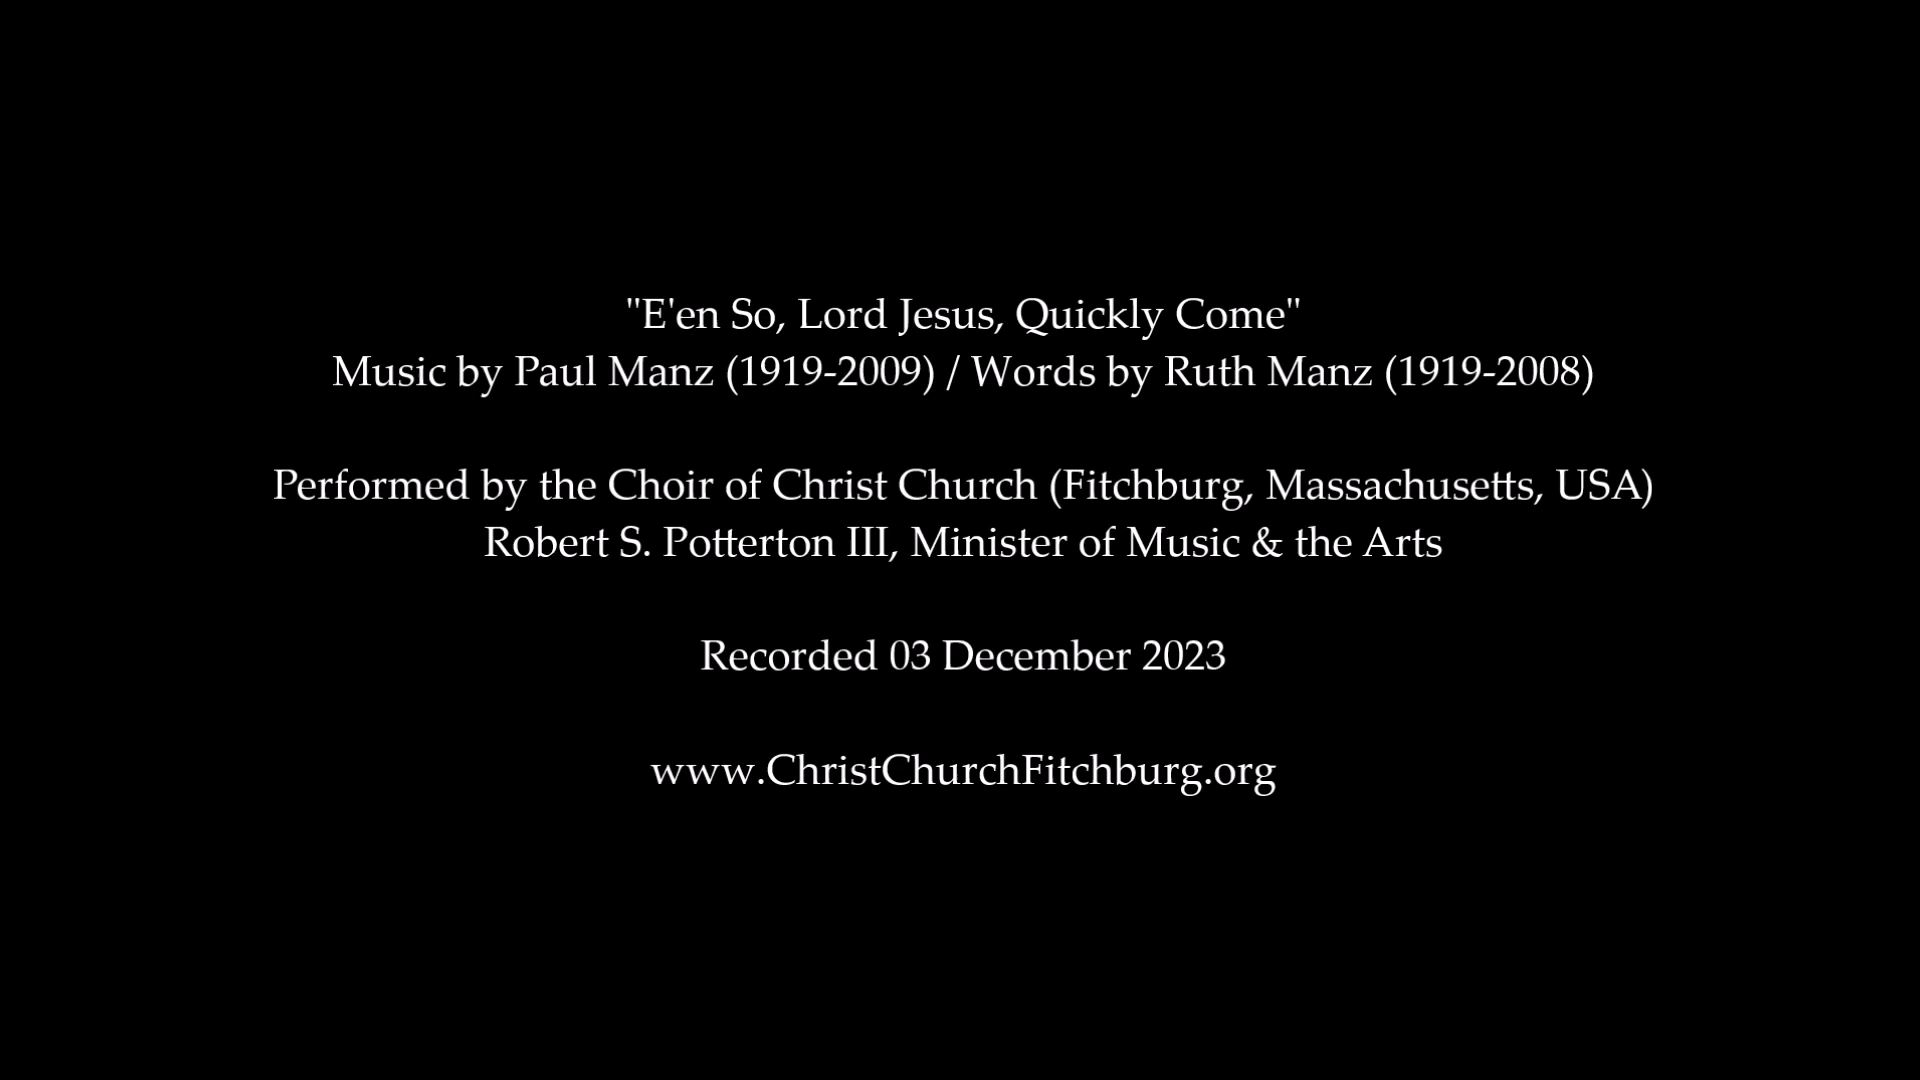 "E'en So, Lord Jesus, Quickly Come"
Music by Paul Manz (1919-2009) / Words by Ruth Manz (1919-2008)
Performed by the Choir of Christ Church (Fitchburg, Massachusetts, USA)
Robert S. Potterton III, Minister of Music & the Arts
Recorded 03 December 2023
www.ChristChurchFitchburg.org